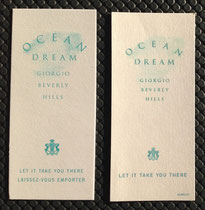 OCEAN
DREAM
GIORGIO
BEVERLY
HILLS
LET IT TAKE YOU THERE
LAISSEZ-VOUS EMPORTER
OCEAN
DREAM
GIORGIO
BEVERLY
HILLS
LET IT TAKE YOU THERE